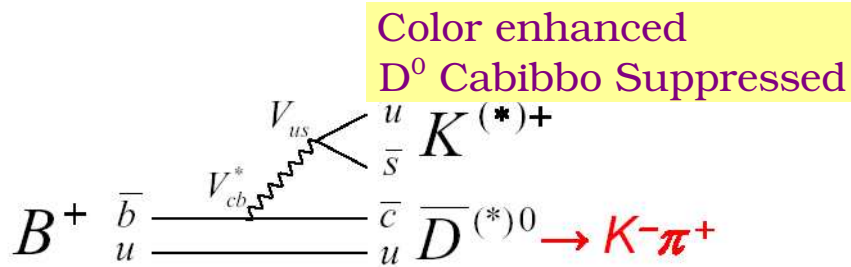 Color enhanced
D⁰ Cabibbo Suppressed
V_us u K^(*)+
s̅
V*_cb
B⁺ b̅ c̅ D̅^(*)0 → K⁻π⁺
u u